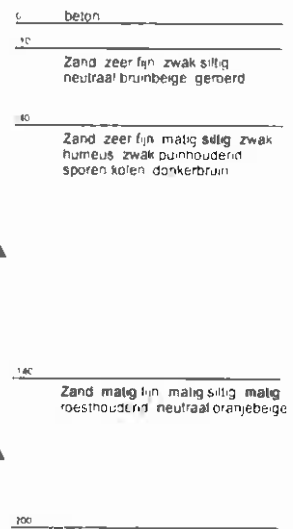 0 beton
10
Zand zeer fijn zwak siltig
neutraal bruinbeige geroerd
40
Zand zeer fijn matig siltig zwak
humeus zwak puinhoudend
sporen kolen donkerbruin
140
Zand matig fijn matig siltig matig
roesthoudend neutraal oranjebeige
200